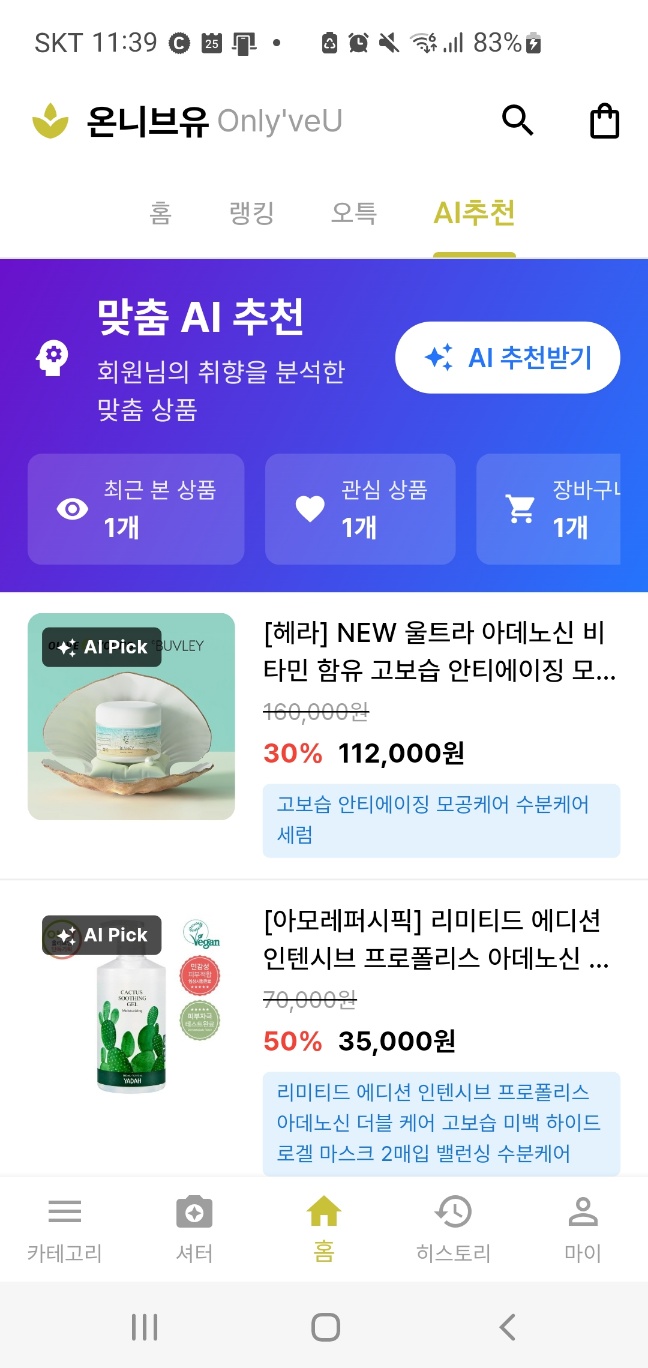 SKT 11:39 C 25 83%
온니브유 Only'veU
홈 랭킹 오특 AI추천
맞춤 AI 추천
회원님의 취향을 분석한
맞춤 상품
AI 추천받기
최근 본 상품
1개
관심 상품
1개
장바구니
1개
AI Pick
BUVLEY
[헤라] NEW 울트라 아데노신 비
타민 함유 고보습 안티에이징 모...
160,000원
30% 112,000원
고보습 안티에이징 모공케어 수분케어
세럼
AI Pick
Vegan
CACTUS
SOOTHING
GEL
Moisturizing
YADAH
[아모레퍼시픽] 리미티드 에디션
인텐시브 프로폴리스 아데노신 ...
70,000원
50% 35,000원
리미티드 에디션 인텐시브 프로폴리스
아데노신 더블 케어 고보습 미백 하이드
로겔 마스크 2매입 밸런싱 수분케어
카테고리 셔터 홈 히스토리 마이